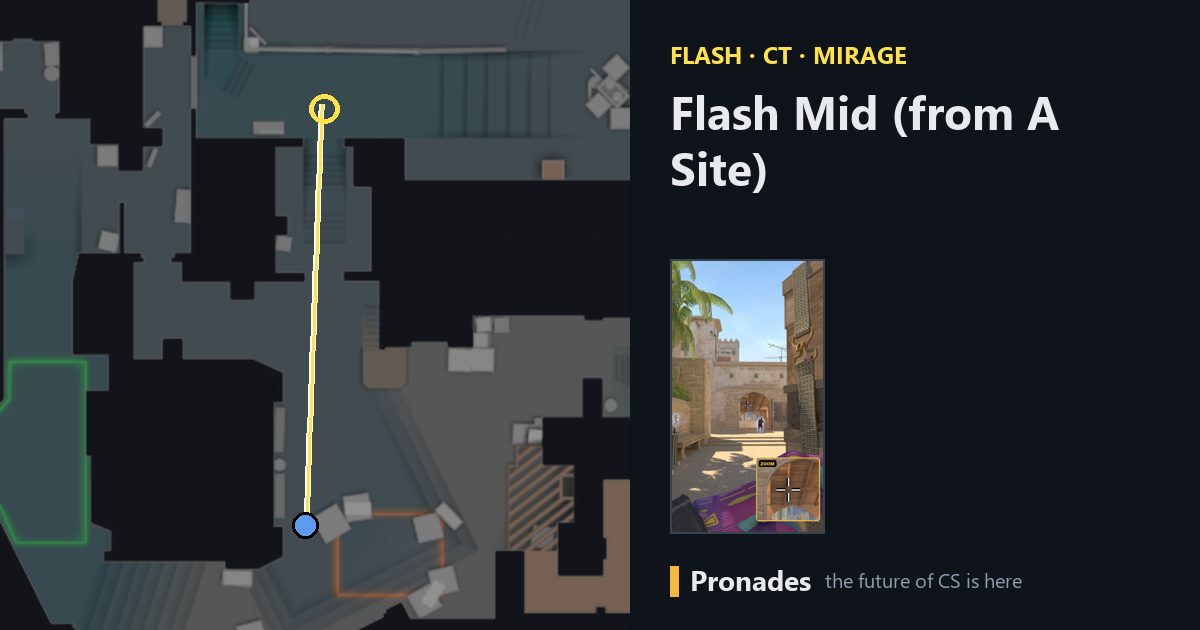 FLASH · CT · MIRAGE
Flash Mid (from A
Site)
ZOOM
Pronades the future of CS is here